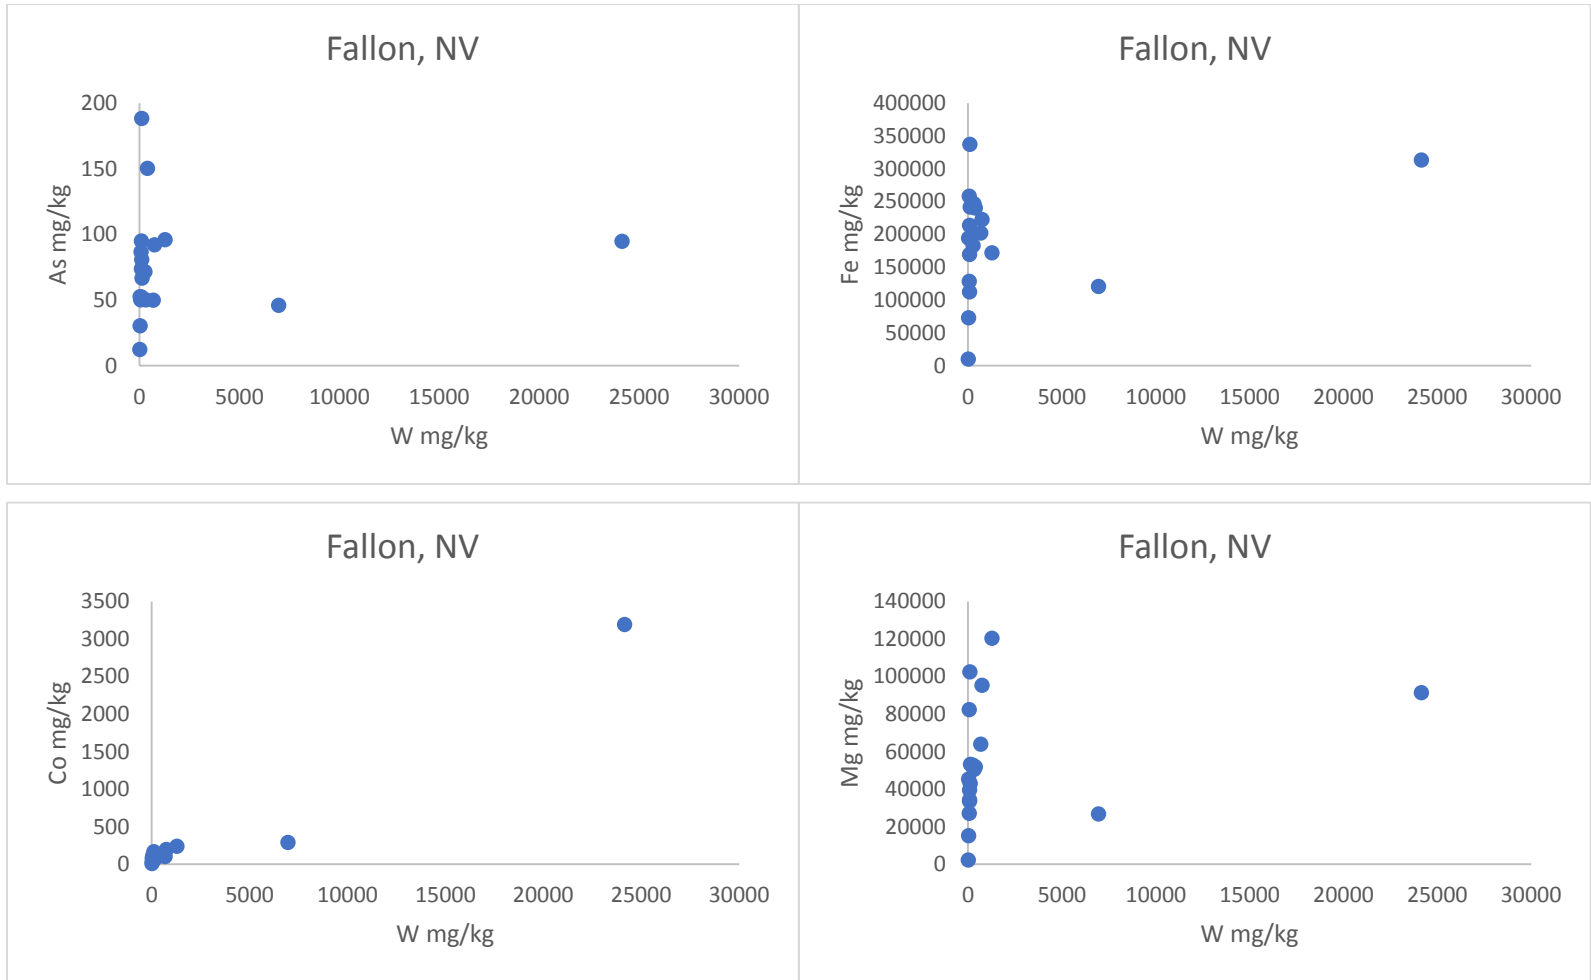 Fallon, NV
200
150
100
50
0
As mg/kg
0 5000 10000 15000 20000 25000 30000
W mg/kg
Fallon, NV
400000
350000
300000
250000
200000
150000
100000
50000
0
Fe mg/kg
0 5000 10000 15000 20000 25000 30000
W mg/kg
Fallon, NV
3500
3000
2500
2000
1500
1000
500
0
Co mg/kg
0 5000 10000 15000 20000 25000 30000
W mg/kg
Fallon, NV
140000
120000
100000
80000
60000
40000
20000
0
Mg mg/kg
0 5000 10000 15000 20000 25000 30000
W mg/kg